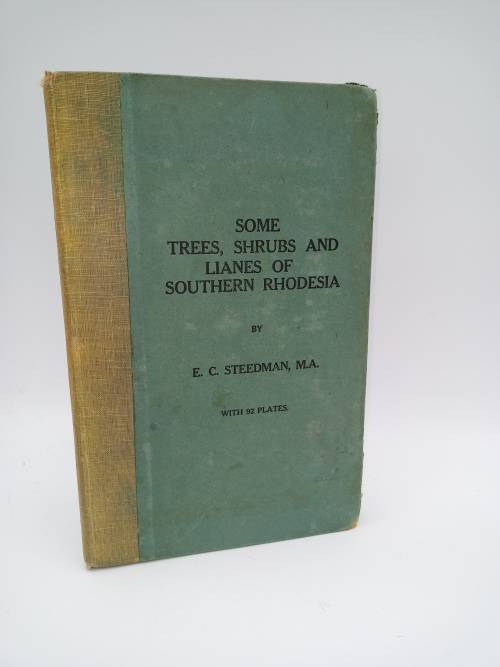 SOME
TREES, SHRUBS AND
LIANES OF
SOUTHERN RHODESIA
BY
E. C. STEEDMAN, M.A.
WITH 92 PLATES.